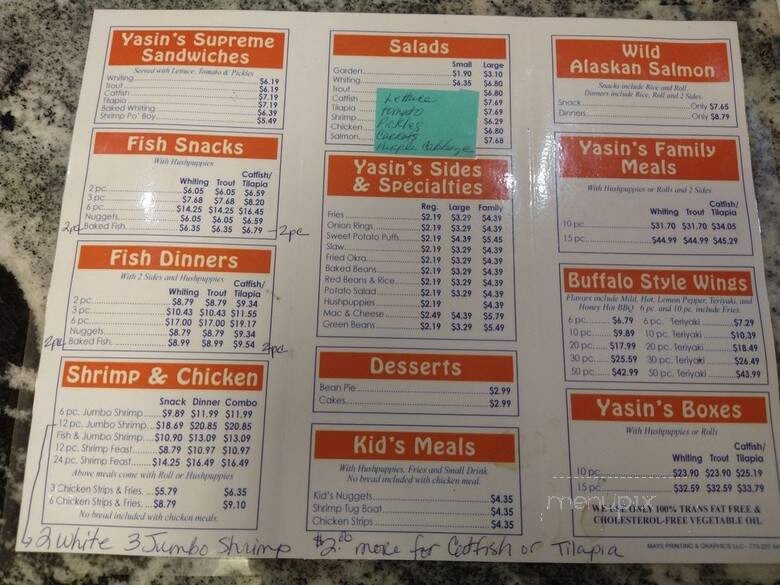 Yasin's Supreme
Sandwiches
Served with Lettuce, Tomato & Pickles
Whiting $6.19
Trout $6.19
Catfish $7.19
Tilapia $7.19
Baked Whiting $6.39
Shrimp Po' Boy $5.49
Fish Snacks
With Hushpuppies
Catfish/
Whiting Trout Tilapia
2 pc. $6.05 $6.05 $6.59
3 pc. $7.68 $7.68 $8.20
6 pc. $14.25 $14.25 $16.45
Nuggets $6.05 $6.05 $6.59
2pc Baked Fish $6.35 $6.35 $6.79 -2pc
Fish Dinners
With 2 Sides and Hushpuppies
Catfish/
Whiting Trout Tilapia
2 pc. $8.79 $8.79 $9.34
3 pc. $10.43 $10.43 $11.55
6 pc. $17.00 $17.00 $19.17
Nuggets $8.79 $8.79 $9.34
2pc Baked Fish $8.99 $8.99 $9.54 2pc
Shrimp & Chicken
Snack Dinner Combo
6 pc. Jumbo Shrimp $9.89 $11.99 $11.99
12 pc. Jumbo Shrimp $18.69 $20.85 $20.85
Fish & Jumbo Shrimp $10.90 $13.09 $13.09
12 pc. Shrimp Feast $8.79 $10.97 $10.97
24 pc. Shrimp Feast $14.25 $16.49 $16.49
Above meals come with Roll or Hushpuppies
3 Chicken Strips & Fries $5.79 $6.35
6 Chicken Strips & Fries $8.79 $9.10
No bread included with chicken meals.
2 White 3 Jumbo Shrimp $2.00 more for Catfish or Tilapia
Salads
Small Large
Garden $1.90 $3.10
Whiting $6.35 $6.80
Trout $6.80
Catfish $7.69
Tilapia $7.69
Shrimp $6.29
Chicken $6.80
Salmon $7.68
Lettuce
tomato
Pickles
Carrots
Purple Cabbage
Yasin's Sides
& Specialties
Reg. Large Family
Fries $2.19 $3.29 $4.39
Onion Rings $2.19 $3.29 $4.39
Sweet Potato Puffs $2.19 $4.39 $5.45
Slaw $2.19 $3.29 $4.39
Fried Okra $2.19 $3.29 $4.39
Baked Beans $2.19 $3.29 $4.39
Red Beans & Rice $2.19 $3.29 $4.39
Potato Salad $2.19 $3.29 $4.39
Hushpuppies $2.19 $4.39
Mac & Cheese $2.49 $4.39 $5.79
Green Beans $2.19 $3.29 $5.49
Desserts
Bean Pie $2.99
Cakes $2.99
Kid's Meals
With Hushpuppies, Fries and Small Drink
No bread included in chicken meal.
Kid's Nuggets $4.35
Shrimp Tug Boat $4.35
Chicken Strips $4.35
Wild
Alaskan Salmon
Snacks include Rice and Roll
Dinners include Rice, Roll and 2 Sides
Snack Only $7.65
Dinners Only $8.79
Yasin's Family
Meals
With Hushpuppies or Rolls and 2 Sides
Catfish/
Whiting Trout Tilapia
10 pc. $31.70 $31.70 $34.05
15 pc. $44.99 $44.99 $45.29
Buffalo Style Wings
Flavors include Mild, Hot, Lemon Pepper, Teriyaki, and
Honey Hot BBQ 6 pc. and 10 pc. include Fries.
6 pc. $6.79 6 pc. Teriyaki $7.29
10 pc. $9.89 10 pc. Teriyaki $10.39
20 pc. $17.99 20 pc. Teriyaki $18.49
30 pc. $25.59 30 pc. Teriyaki $26.49
50 pc. $42.99 50 pc. Teriyaki $43.99
Yasin's Boxes
With Hushpuppies or Rolls
Catfish/
Whiting Trout Tilapia
10 pc. $23.90 $23.90 $25.19
15 pc. $32.59 $32.59 $33.79
menupix
WE USE ONLY 100% TRANS FAT FREE &
CHOLESTEROL-FREE VEGETABLE OIL
MAYS PRINTING & GRAPHICS LLC